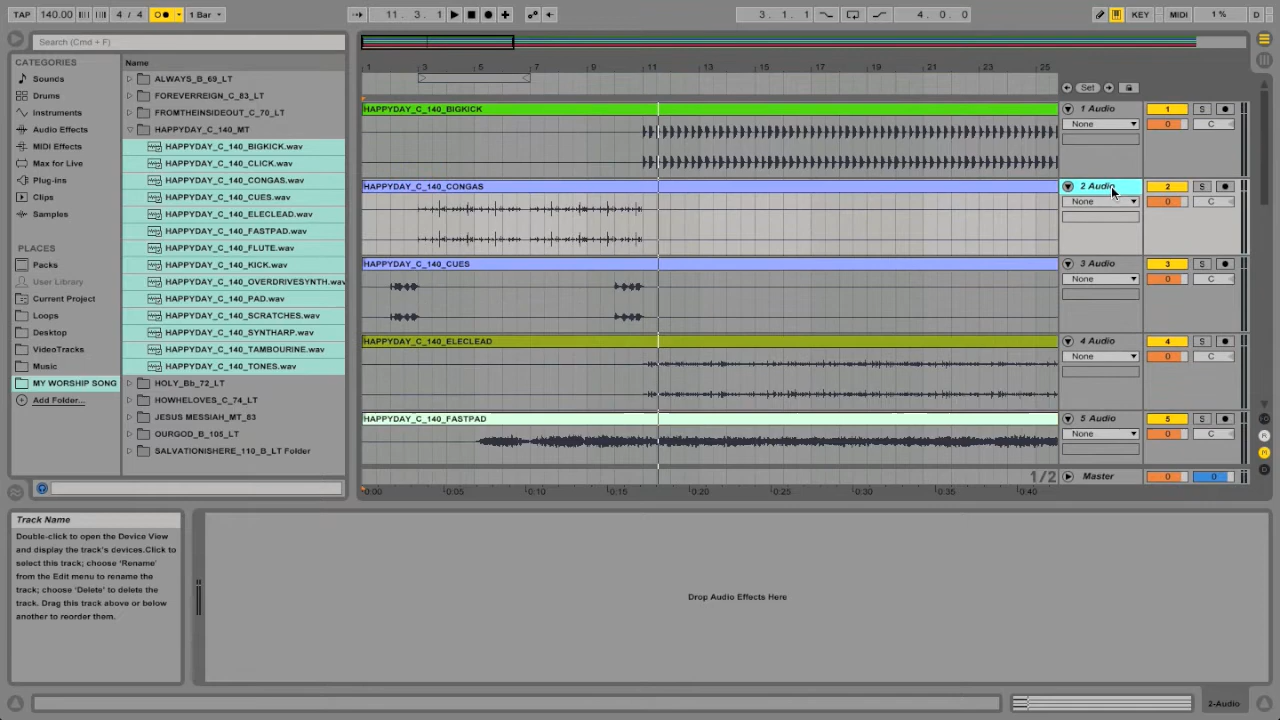 TAP 140.00 4 / 4 1 Bar 11. 3. 1 3. 1. 1 4. 0. 0 KEY MIDI 1 % D
Search (Cmd + F)
CATEGORIES
Sounds
Drums
Instruments
Audio Effects
MIDI Effects
Max for Live
Plug-ins
Clips
Samples
PLACES
Packs
User Library
Current Project
Loops
Desktop
VideoTracks
Music
MY WORSHIP SONG
Add Folder...
Name
ALWAYS_B_69_LT
FOREVERREIGN_C_83_LT
FROMTHEINSIDEOUT_C_70_LT
HAPPYDAY_C_140_MT
HAPPYDAY_C_140_BIGKICK.wav
HAPPYDAY_C_140_CLICK.wav
HAPPYDAY_C_140_CONGAS.wav
HAPPYDAY_C_140_CUES.wav
HAPPYDAY_C_140_ELECLEAD.wav
HAPPYDAY_C_140_FASTPAD.wav
HAPPYDAY_C_140_FLUTE.wav
HAPPYDAY_C_140_KICK.wav
HAPPYDAY_C_140_OVERDRIVESYNTH.wav
HAPPYDAY_C_140_PAD.wav
HAPPYDAY_C_140_SCRATCHES.wav
HAPPYDAY_C_140_SYNTHARP.wav
HAPPYDAY_C_140_TAMBOURINE.wav
HAPPYDAY_C_140_TONES.wav
HOLY_Bb_72_LT
HOWHELOVES_C_74_LT
JESUS MESSIAH_MT_83
OURGOD_B_105_LT
SALVATIONISHERE_110_B_LT Folder
1 3 5 7 9 11 13 15 17 19 21 23 25
Set
HAPPYDAY_C_140_BIGKICK 1 Audio 1 S
None 0 C
HAPPYDAY_C_140_CONGAS 2 Audio 2 S
None 0 C
HAPPYDAY_C_140_CUES 3 Audio 3 S
None 0 C
HAPPYDAY_C_140_ELECLEAD 4 Audio 4 S
None 0 C
HAPPYDAY_C_140_FASTPAD 5 Audio 5 S
None 0 C
1/2 Master 0 0
0:00 0:05 0:10 0:15 0:20 0:25 0:30 0:35 0:40
Track Name
Double-click to open the Device View
and display the track's devices.Click to
select this track; choose 'Rename'
from the Edit menu to rename the
track; choose 'Delete' to delete the
track. Drag this track above or below
another to reorder them.
Drop Audio Effects Here
2-Audio